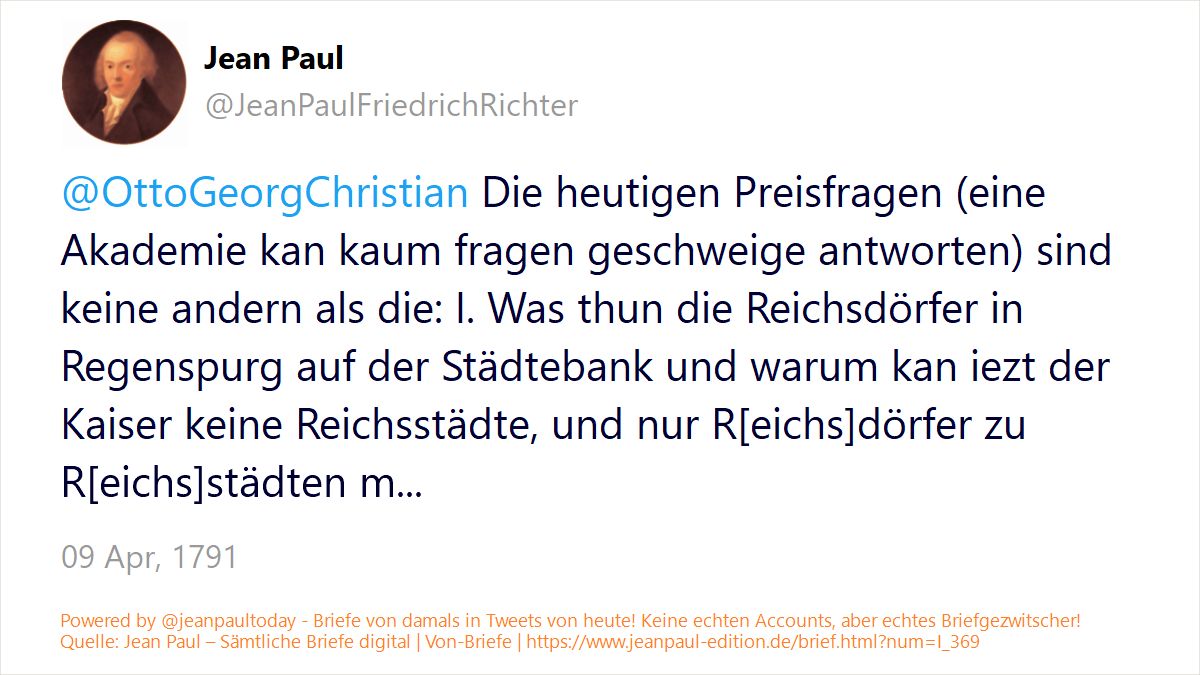 Jean Paul
@JeanPaulFriedrichRichter
@OttoGeorgChristian Die heutigen Preisfragen (eine
Akademie kan kaum fragen geschweige antworten) sind
keine andern als die: I. Was thun die Reichsdörfer in
Regenspurg auf der Städtebank und warum kan iezt der
Kaiser keine Reichsstädte, und nur R[eichs]dörfer zu
R[eichs]städten m...
09 Apr, 1791
Powered by @jeanpaultoday - Briefe von damals in Tweets von heute! Keine echten Accounts, aber echtes Briefgezwitscher!
Quelle: Jean Paul – Sämtliche Briefe digital | Von-Briefe | https://www.jeanpaul-edition.de/brief.html?num=I_369